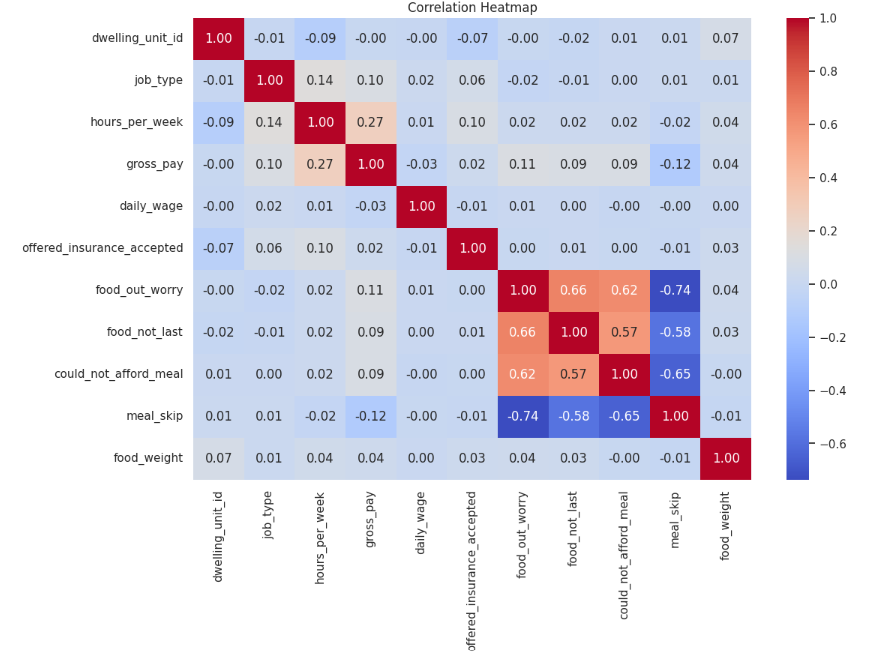 Correlation Heatmap
dwelling_unit_id 1.00 -0.01 -0.09 -0.00 -0.00 -0.07 -0.00 -0.02 0.01 0.01 0.07
job_type -0.01 1.00 0.14 0.10 0.02 0.06 -0.02 -0.01 0.00 0.01 0.01
hours_per_week -0.09 0.14 1.00 0.27 0.01 0.10 0.02 0.02 0.02 -0.02 0.04
gross_pay -0.00 0.10 0.27 1.00 -0.03 0.02 0.11 0.09 0.09 -0.12 0.04
daily_wage -0.00 0.02 0.01 -0.03 1.00 -0.01 0.01 0.00 -0.00 -0.00 0.00
offered_insurance_accepted -0.07 0.06 0.10 0.02 -0.01 1.00 0.00 0.01 0.00 -0.01 0.03
food_out_worry -0.00 -0.02 0.02 0.11 0.01 0.00 1.00 0.66 0.62 -0.74 0.04
food_not_last -0.02 -0.01 0.02 0.09 0.00 0.01 0.66 1.00 0.57 -0.58 0.03
could_not_afford_meal 0.01 0.00 0.02 0.09 -0.00 0.00 0.62 0.57 1.00 -0.65 -0.00
meal_skip 0.01 0.01 -0.02 -0.12 -0.00 -0.01 -0.74 -0.58 -0.65 1.00 -0.01
food_weight 0.07 0.01 0.04 0.04 0.00 0.03 0.04 0.03 -0.00 -0.01 1.00
dwelling_unit_id
job_type
hours_per_week
gross_pay
daily_wage
offered_insurance_accepted
food_out_worry
food_not_last
could_not_afford_meal
meal_skip
food_weight
1.0
0.8
0.6
0.4
0.2
0.0
−0.2
−0.4
−0.6